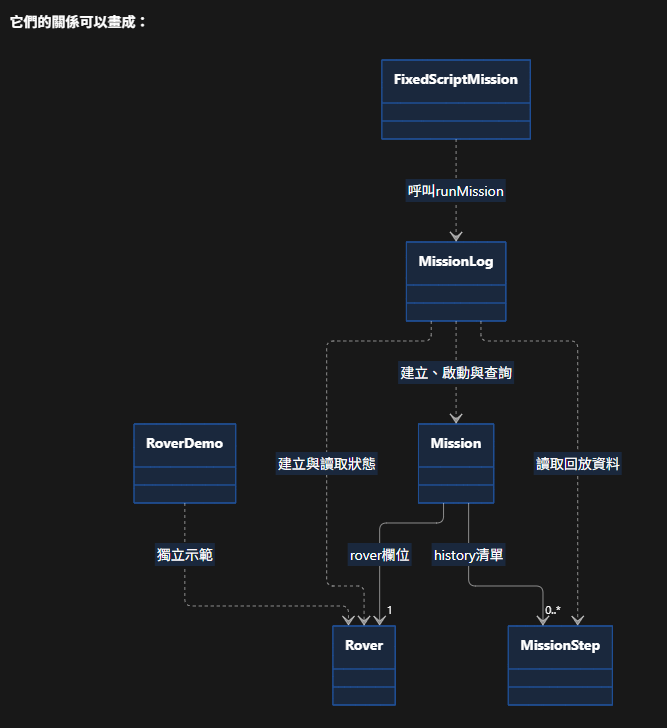 它們的關係可以畫成：
FixedScriptMission
呼叫runMission
MissionLog
建立、啟動與查詢
RoverDemo
Mission
建立與讀取狀態
讀取回放資料
獨立示範
rover欄位
history清單
1
0..*
Rover
MissionStep